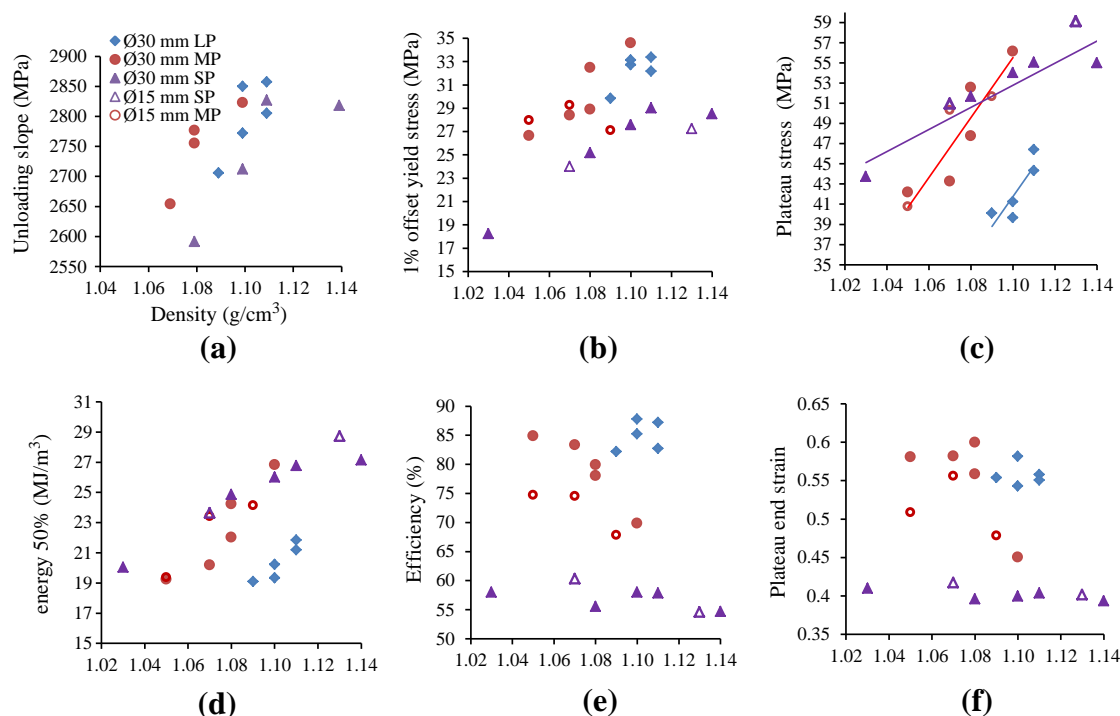 Unloading slope (MPa)
2900
2850
2800
2750
2700
2650
2600
2550
Ø30 mm LP
Ø30 mm MP
Ø30 mm SP
Ø15 mm SP
Ø15 mm MP
1.04 1.06 1.08 1.10 1.12 1.14
Density (g/cm³)
(a)
1% offset yield stress (MPa)
35
33
31
29
27
25
23
21
19
17
15
1.02 1.04 1.06 1.08 1.10 1.12 1.14
(b)
Plateau stress (MPa)
59
57
55
53
51
49
45
43
41
39
37
35
1.02 1.04 1.06 1.08 1.10 1.12 1.14
(c)
energy 50% (MJ/m³)
31
29
27
25
23
21
19
17
15
13
1.02 1.04 1.06 1.08 1.10 1.12 1.14
(d)
Efficiency (%)
90
85
80
75
70
65
60
55
50
1.02 1.04 1.06 1.08 1.10 1.12 1.14
(e)
Plateau end strain
0.65
0.6
0.55
0.5
0.45
0.4
0.35
1.02 1.04 1.06 1.08 1.10 1.12 1.14
(f)